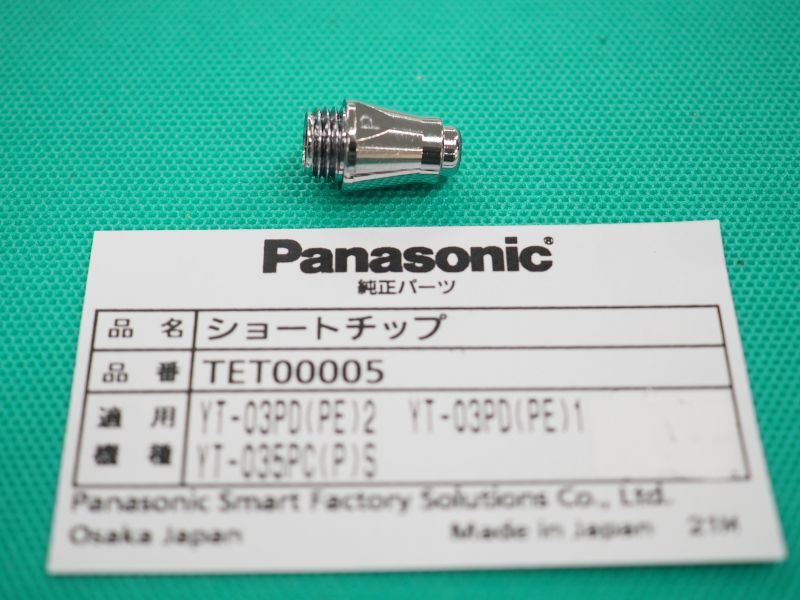 P
Panasonic®
純正パーツ
品名 ショートチップ
品番 TET00005
適用 YT-03PD(PE)2 YT-03PD(PE)1
機種 YT-035PC(P)S
Panasonic Smart Factory Solutions Co., Ltd.
Osaka Japan Made in Japan 21H